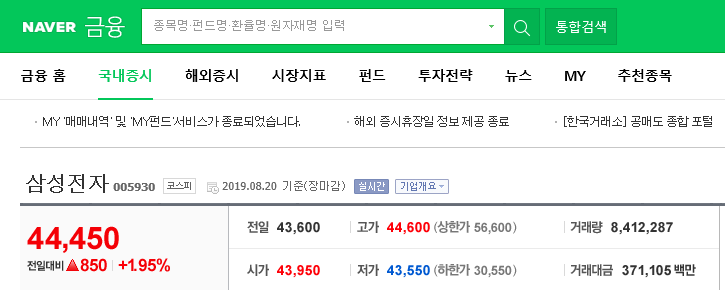 NAVER 금융 종목명·펀드명·환율명·원자재명 입력 통합검색
금융 홈 국내증시 해외증시 시장지표 펀드 투자전략 뉴스 MY 추천종목
· MY '매매내역' 및 'MY펀드'서비스가 종료되었습니다. · 해외 증시휴장일 정보 제공 종료 · [한국거래소] 공매도 종합 포털
삼성전자 005930 코스피 2019.08.20 기준(장마감) 실시간 기업개요
44,450
전일대비 ▲850 +1.95%
전일 43,600 고가 44,600 (상한가 56,600) 거래량 8,412,287
시가 43,950 저가 43,550 (하한가 30,550) 거래대금 371,105 백만